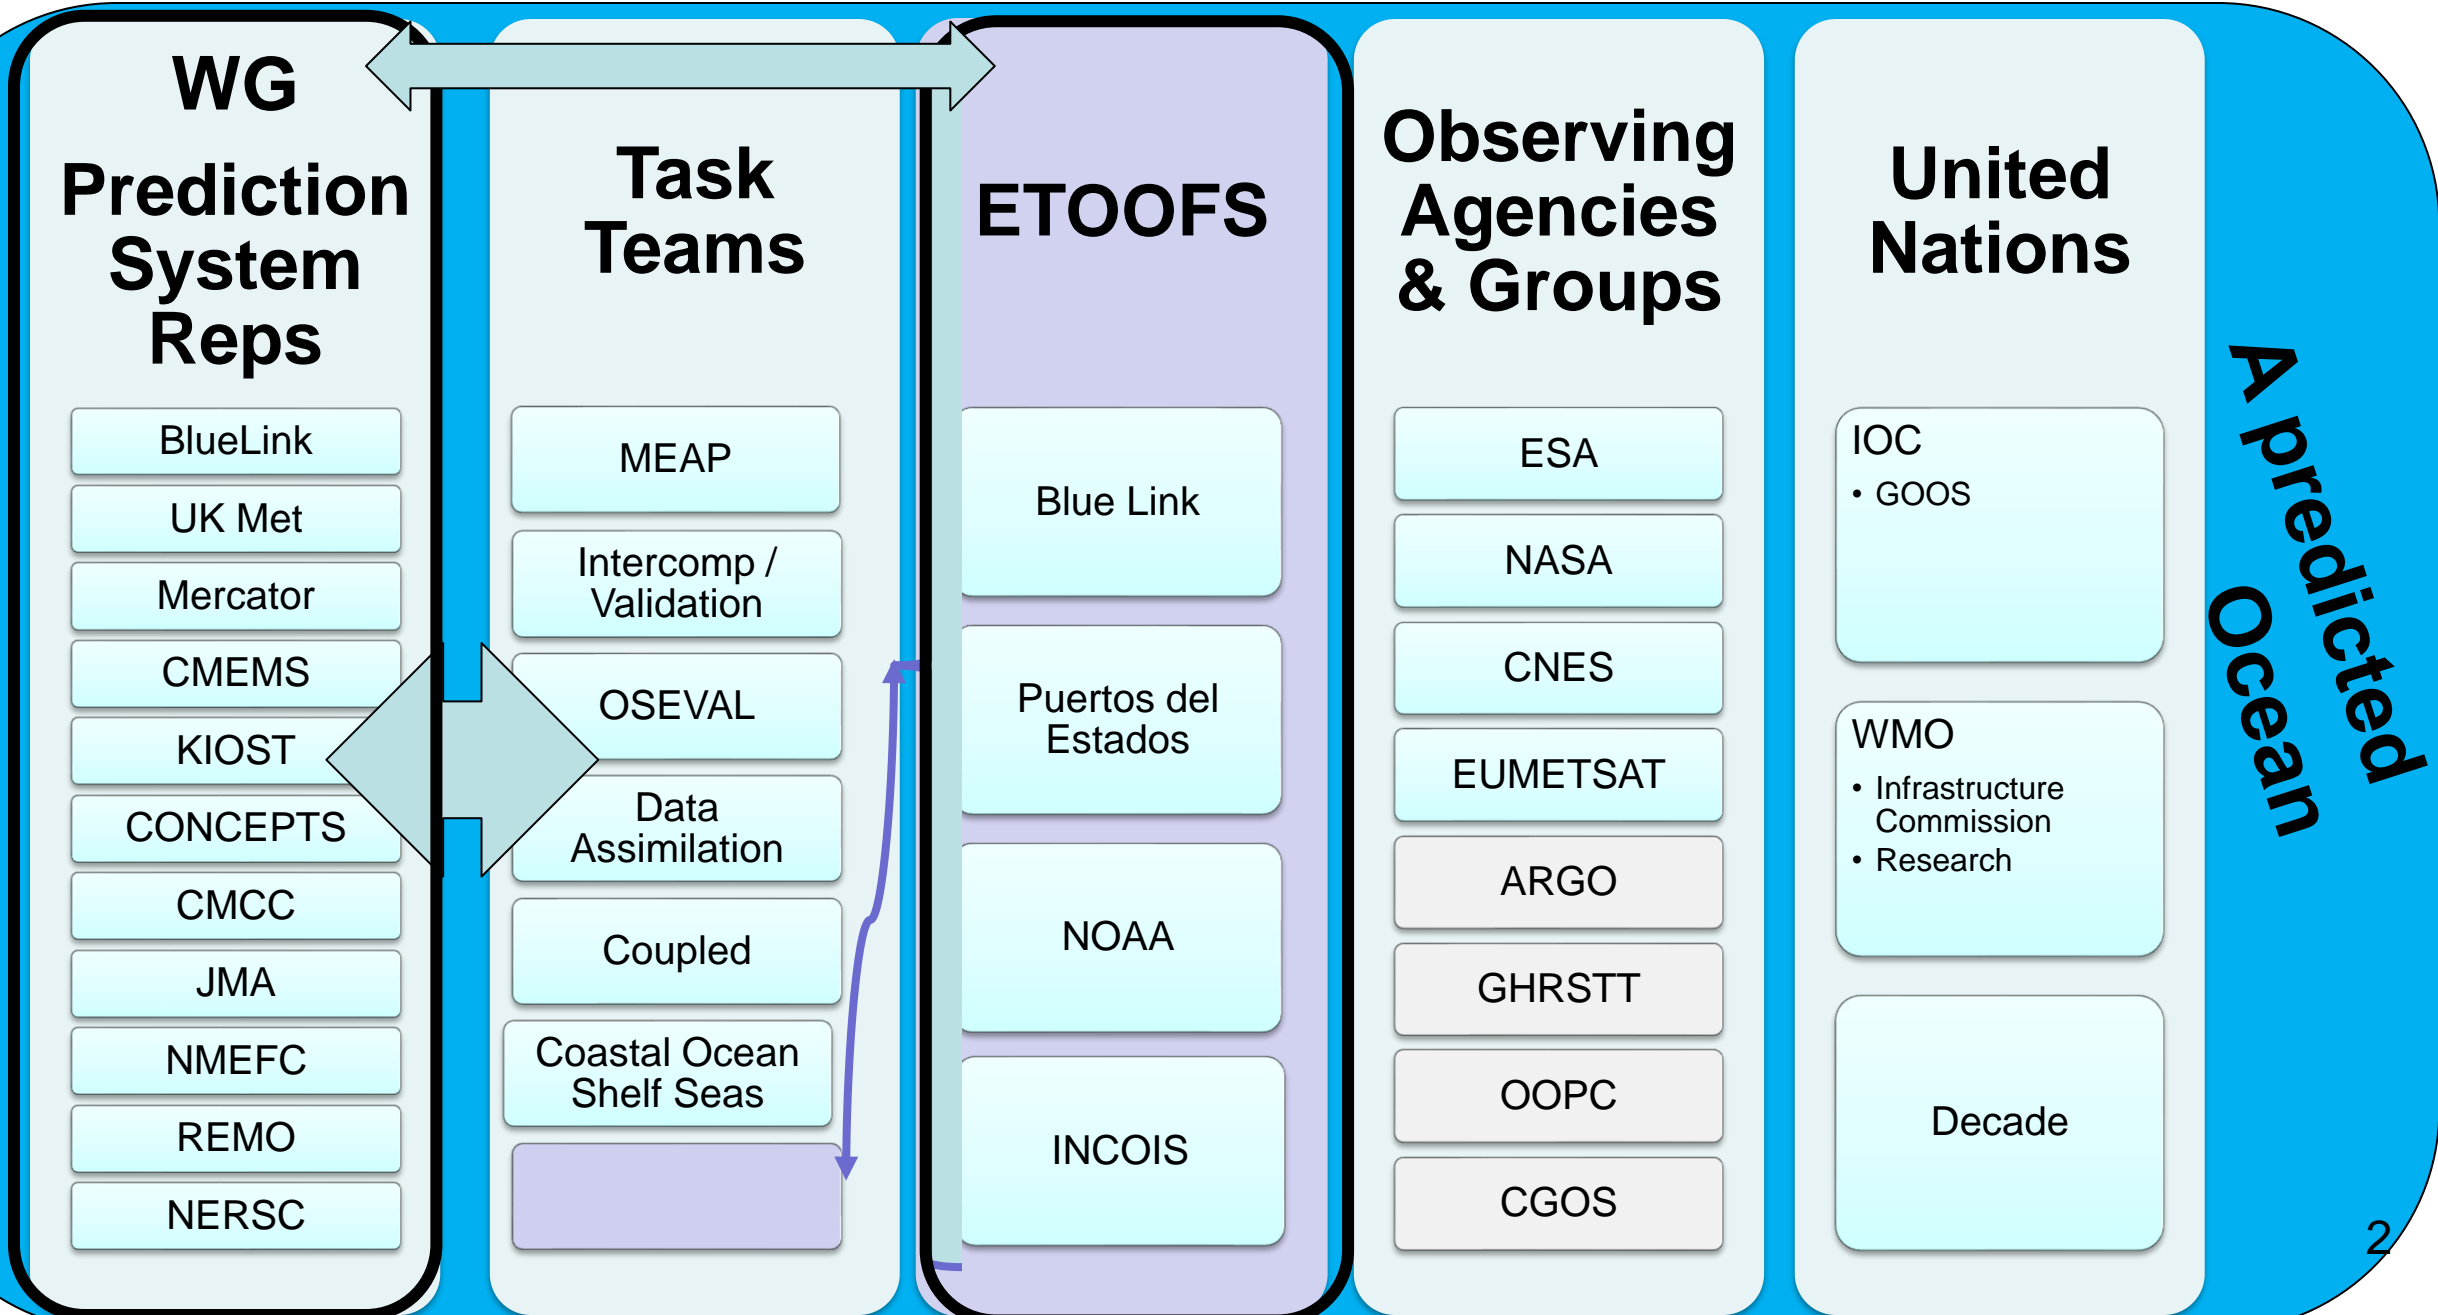 WG
Prediction
System
Reps
BlueLink
UK Met
Mercator
CMEMS
KIOST
CONCEPTS
CMCC
JMA
NMEFC
REMO
NERSC
Task
Teams
MEAP
Intercomp /
Validation
OSEVAL
Data
Assimilation
Coupled
Coastal Ocean
Shelf Seas
ETOOFS
Blue Link
Puertos del
Estados
NOAA
INCOIS
Observing
Agencies
& Groups
ESA
NASA
CNES
EUMETSAT
ARGO
GHRSTT
OOPC
CGOS
United
Nations
IOC
• GOOS
WMO
• Infrastructure
Commission
• Research
Decade
A predicted
Ocean
2